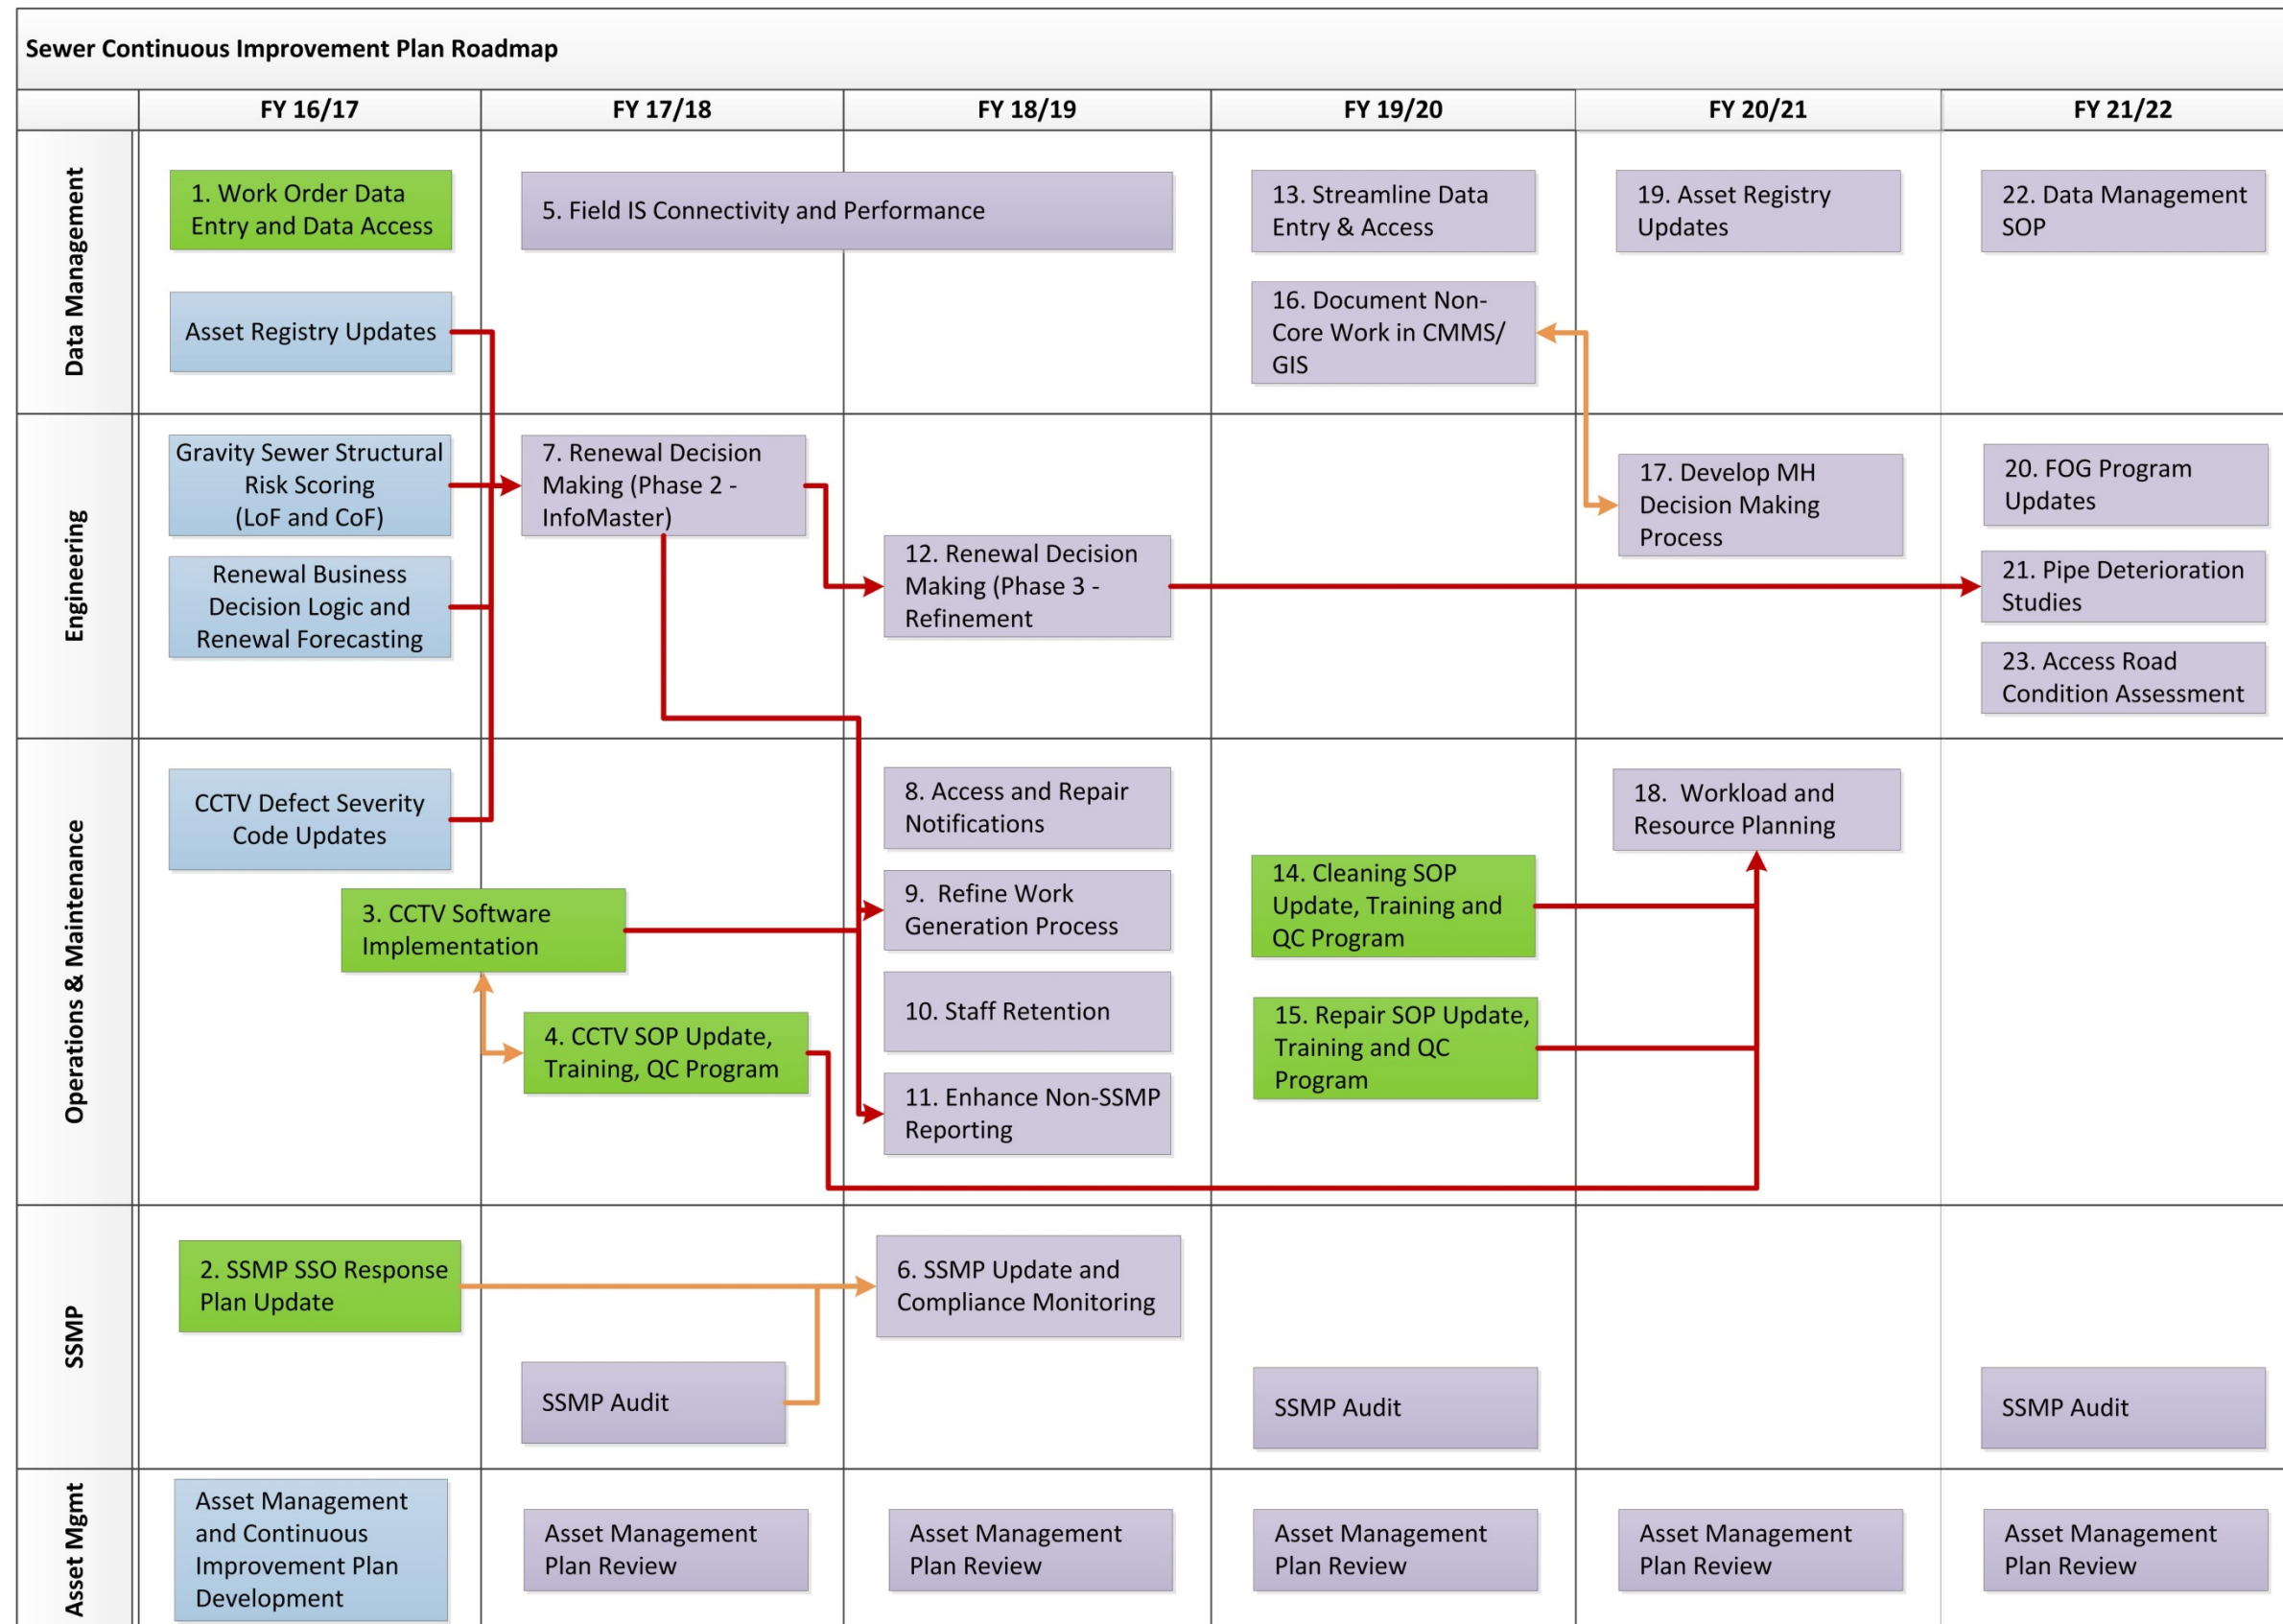 Sewer Continuous Improvement Plan Roadmap
FY 16/17
FY 17/18
FY 18/19
FY 19/20
FY 20/21
FY 21/22
Data Management
1. Work Order Data
Entry and Data Access
5. Field IS Connectivity and Performance
13. Streamline Data
Entry & Access
19. Asset Registry
Updates
22. Data Management
SOP
Asset Registry Updates
16. Document Non-
Core Work in CMMS/
GIS
Engineering
Gravity Sewer Structural
Risk Scoring
(LoF and CoF)
7. Renewal Decision
Making (Phase 2 -
InfoMaster)
17. Develop MH
Decision Making
Process
20. FOG Program
Updates
Renewal Business
Decision Logic and
Renewal Forecasting
12. Renewal Decision
Making (Phase 3 -
Refinement
21. Pipe Deterioration
Studies
23. Access Road
Condition Assessment
Operations & Maintenance
CCTV Defect Severity
Code Updates
8. Access and Repair
Notifications
18. Workload and
Resource Planning
3. CCTV Software
Implementation
9. Refine Work
Generation Process
14. Cleaning SOP
Update, Training and
QC Program
10. Staff Retention
4. CCTV SOP Update,
Training, QC Program
15. Repair SOP Update,
Training and QC
Program
11. Enhance Non-SSMP
Reporting
SSMP
2. SSMP SSO Response
Plan Update
6. SSMP Update and
Compliance Monitoring
SSMP Audit
SSMP Audit
SSMP Audit
Asset Mgmt
Asset Management
and Continuous
Improvement Plan
Development
Asset Management
Plan Review
Asset Management
Plan Review
Asset Management
Plan Review
Asset Management
Plan Review
Asset Management
Plan Review